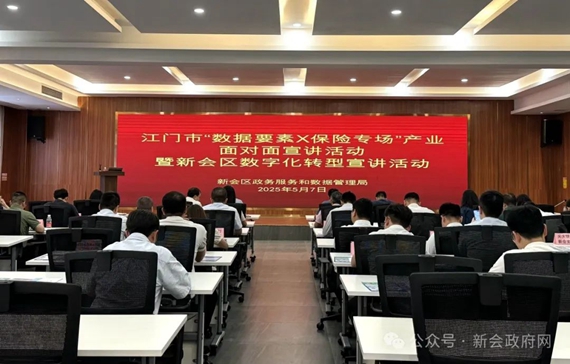 江门市“数据要素X保险专场”产业
面对面宣讲活动
暨新会区数字化转型宣讲活动
新会区政务服务和数据管理局
2025年5月7日
公众号·新会政府网